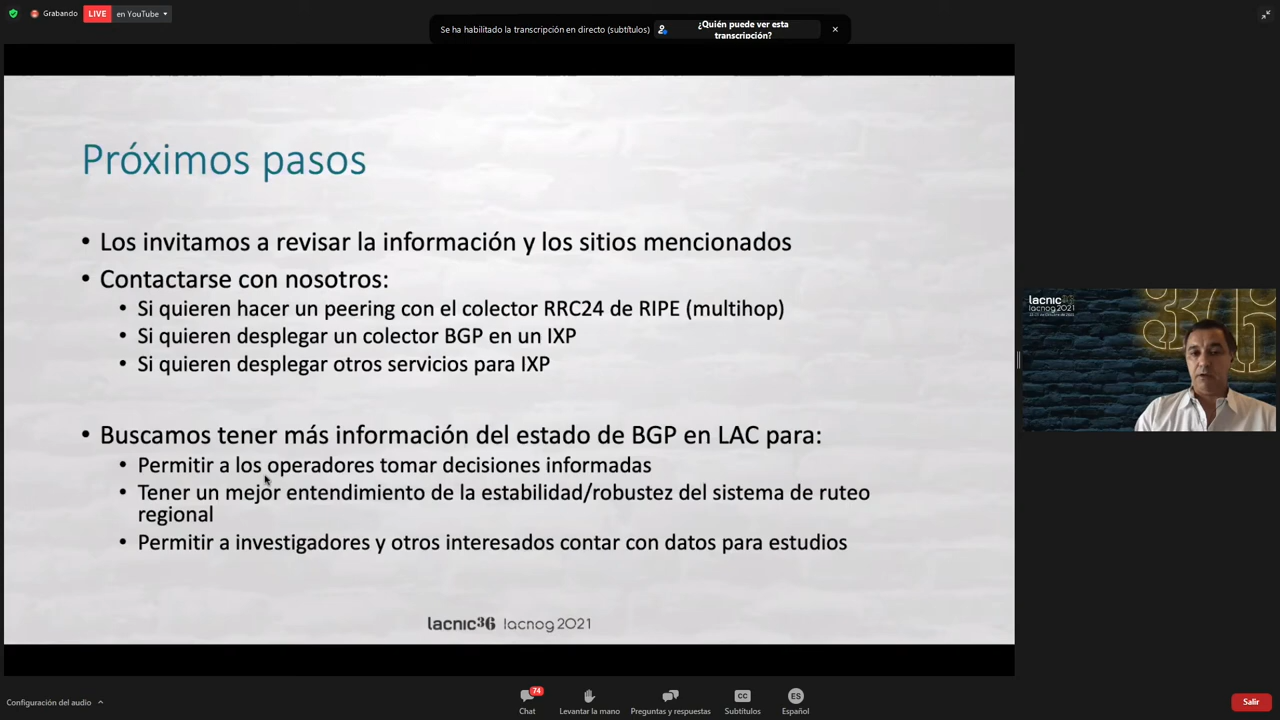 Grabando
LIVE
en YouTube
Se ha habilitado la transcripción en directo (subtítulos)
¿Quién puede ver esta
transcripción?
Próximos pasos
• Los invitamos a revisar la información y los sitios mencionados
• Contactarse con nosotros:
• Si quieren hacer un peering con el colector RRC24 de RIPE (multihop)
• Si quieren desplegar un colector BGP en un IXP
• Si quieren desplegar otros servicios para IXP
• Buscamos tener más información del estado de BGP en LAC para:
• Permitir a los operadores tomar decisiones informadas
• Tener un mejor entendimiento de la estabilidad/robustez del sistema de ruteo
regional
• Permitir a investigadores y otros interesados contar con datos para estudios
lacnic36 lacnog 2021
lacnic36
lacnog 2021
36
Configuración del audio
74
Chat
Levantar la mano
Preguntas y respuestas
CC
Subtítulos
ES
Español
Salir